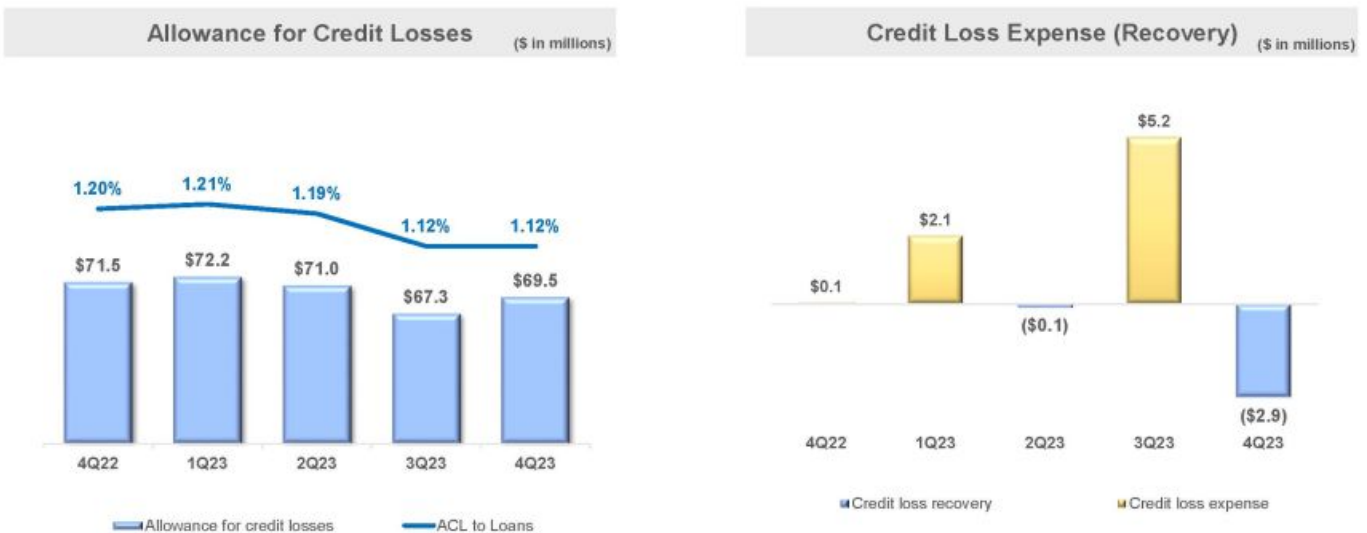 Allowance for Credit Losses ($ in millions)
1.20% 1.21% 1.19% 1.12% 1.12%
$71.5 $72.2 $71.0 $67.3 $69.5
4Q22 1Q23 2Q23 3Q23 4Q23
Allowance for credit losses ACL to Loans
Credit Loss Expense (Recovery) ($ in millions)
$0.1 $2.1 ($0.1) $5.2 ($2.9)
4Q22 1Q23 2Q23 3Q23 4Q23
Credit loss recovery Credit loss expense